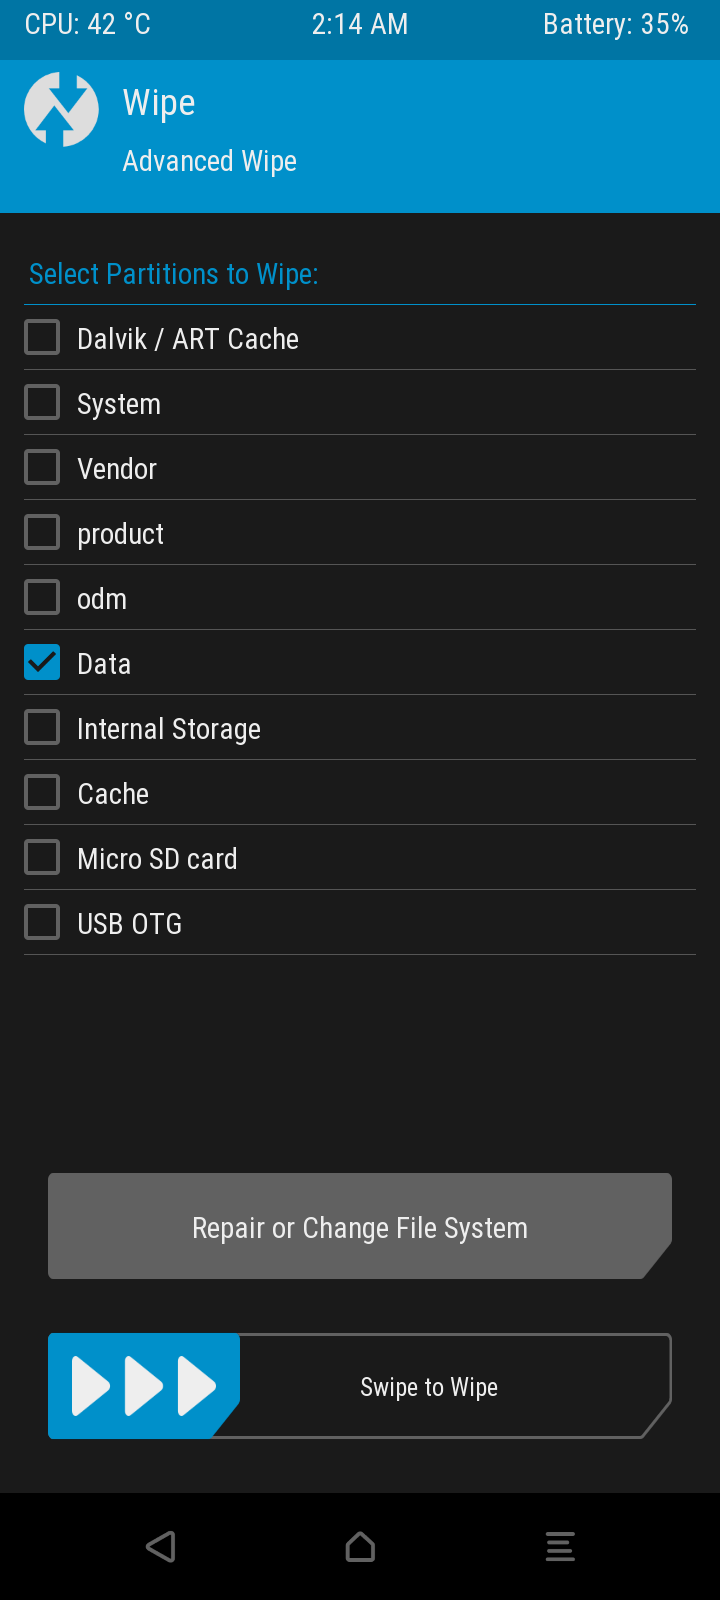 CPU: 42 °C 2:14 AM Battery: 35%
Wipe
Advanced Wipe
Select Partitions to Wipe:
Dalvik / ART Cache
System
Vendor
product
odm
Data
Internal Storage
Cache
Micro SD card
USB OTG
Repair or Change File System
Swipe to Wipe